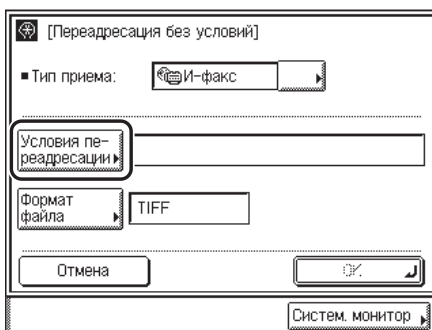 [Переадресация без условий]
Тип приема:
И-факс
Условия пе-
реадресации
Формат
файла
TIFF
Отмена
OK
Систем. монитор